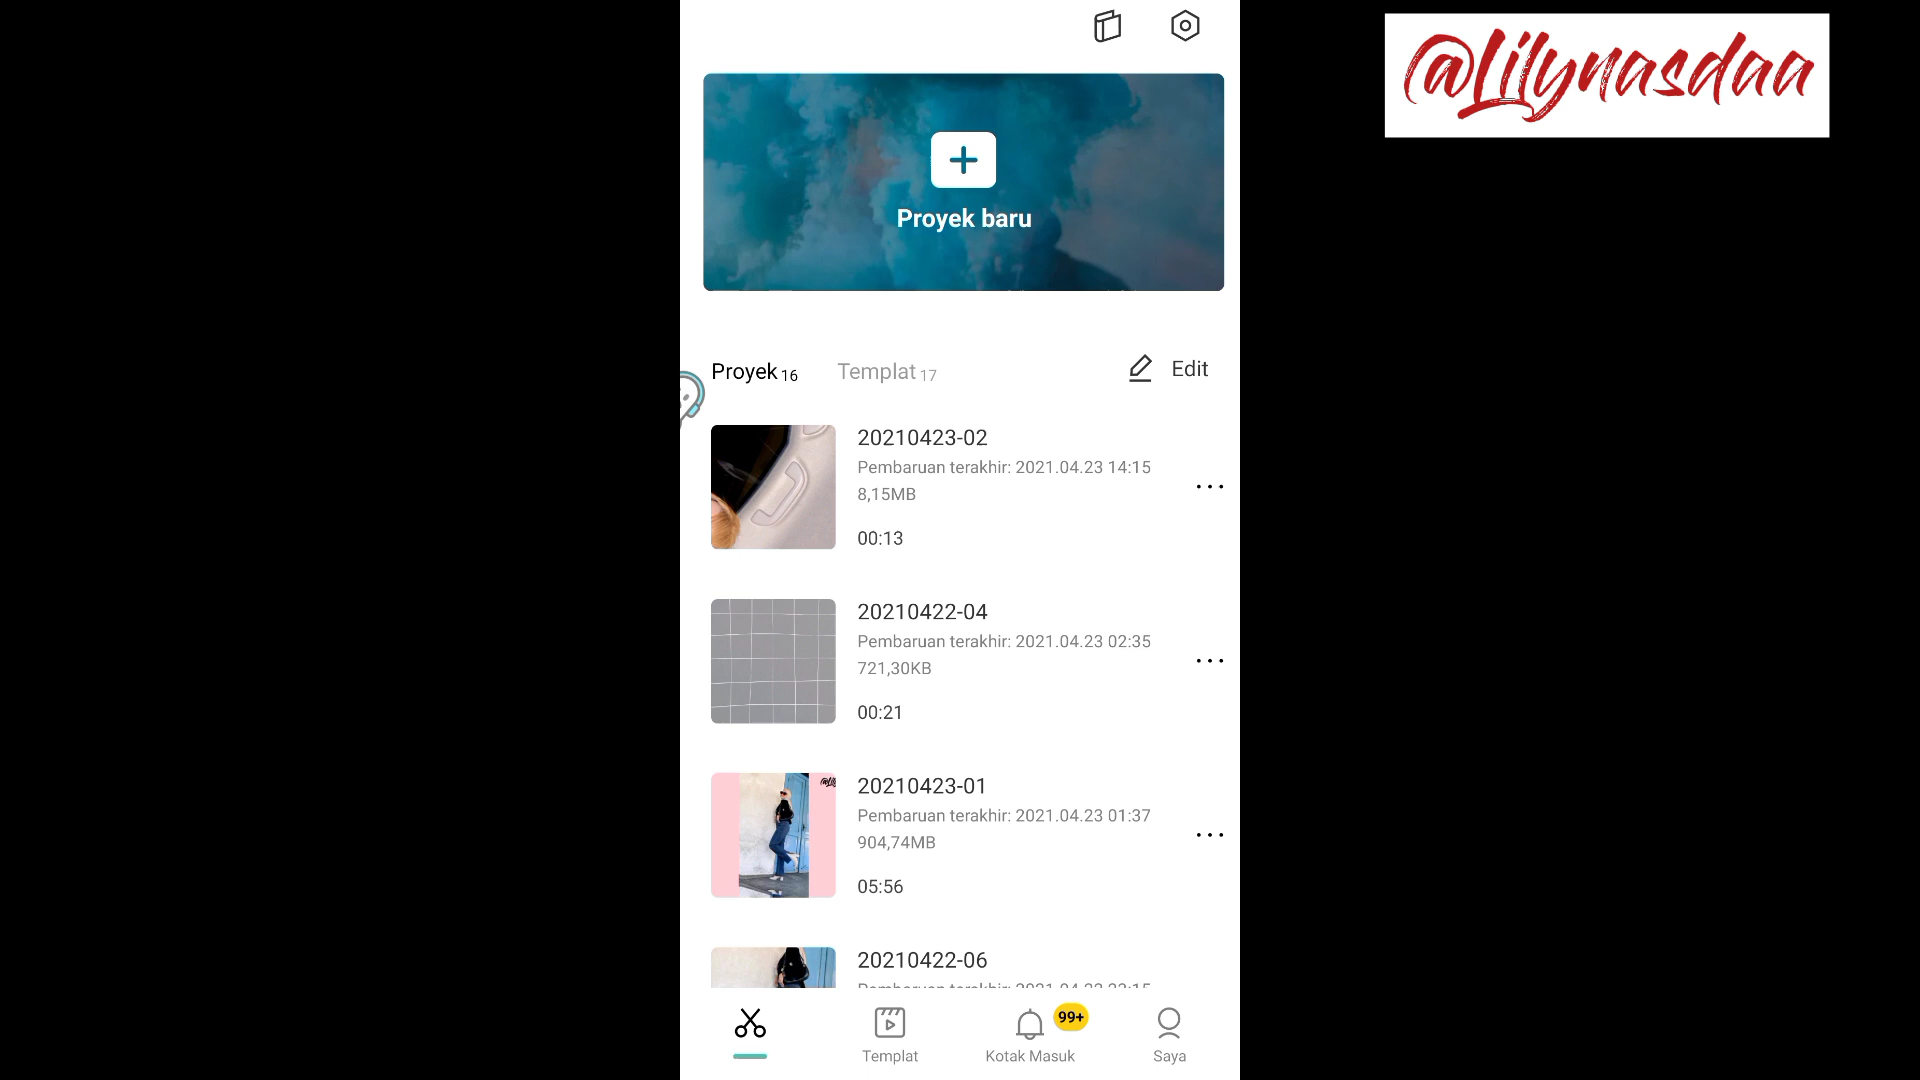 @Lilynasdaa
Proyek baru
Proyek 16 Templat 17 Edit
20210423-02
Pembaruan terakhir: 2021.04.23 14:15
8,15MB
00:13
20210422-04
Pembaruan terakhir: 2021.04.23 02:35
721,30KB
00:21
20210423-01
Pembaruan terakhir: 2021.04.23 01:37
904,74MB
05:56
20210422-06
99+
Templat Kotak Masuk Saya